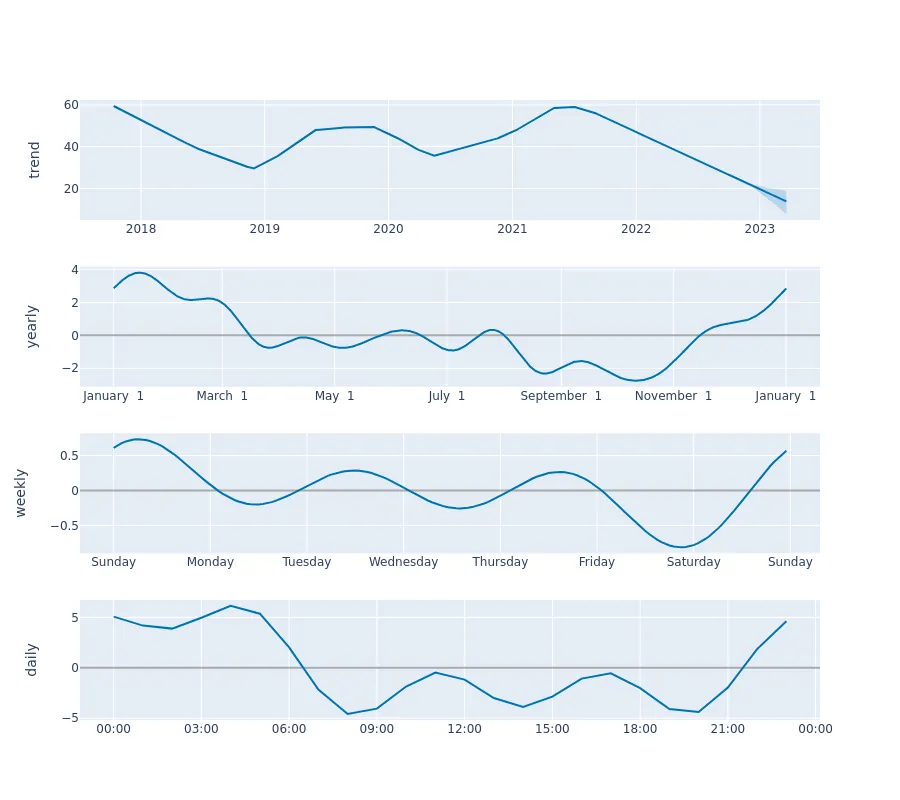 trend
60
40
20
2018 2019 2020 2021 2022 2023
yearly
4
2
0
−2
January 1 March 1 May 1 July 1 September 1 November 1 January 1
weekly
0.5
0
−0.5
Sunday Monday Tuesday Wednesday Thursday Friday Saturday Sunday
daily
5
0
−5
00:00 03:00 06:00 09:00 12:00 15:00 18:00 21:00 00:00